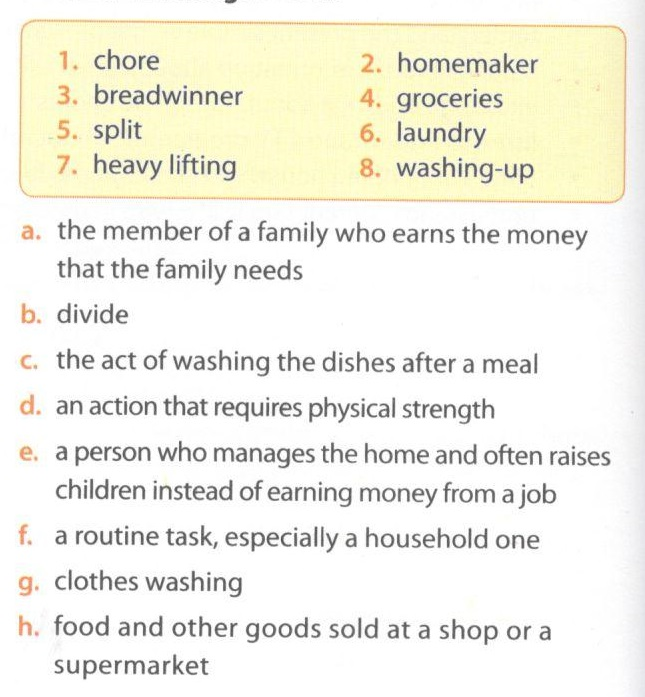 1. chore 2. homemaker
3. breadwinner 4. groceries
5. split 6. laundry
7. heavy lifting 8. washing-up
a. the member of a family who earns the money
that the family needs
b. divide
c. the act of washing the dishes after a meal
d. an action that requires physical strength
e. a person who manages the home and often raises
children instead of earning money from a job
f. a routine task, especially a household one
g. clothes washing
h. food and other goods sold at a shop or a
supermarket